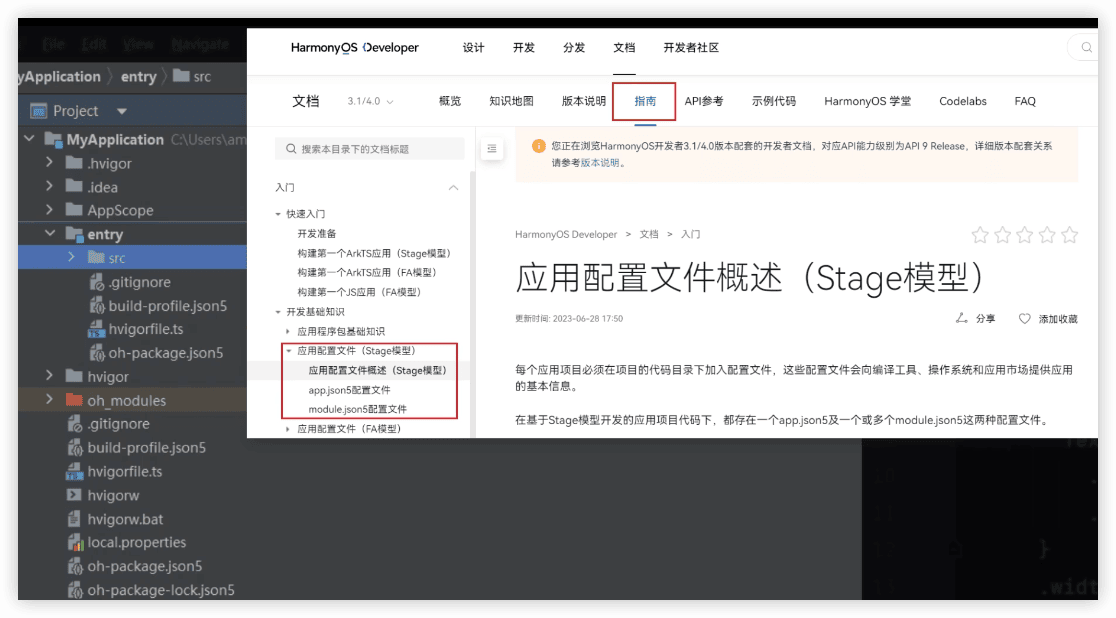 File Edit View Navigate
MyApplication entry src
Project
MyApplication C:\Users\am
.hvigor
.idea
AppScope
entry
src
.gitignore
build-profile.json5
hvigorfile.ts
oh-package.json5
hvigor
oh_modules
.gitignore
build-profile.json5
hvigorfile.ts
hvigorw
hvigorw.bat
local.properties
oh-package.json5
oh-package-lock.json5
HarmonyOS Developer 设计 开发 分发 文档 开发者社区
文档 3.1/4.0 概览 知识地图 版本说明 指南 API参考 示例代码 HarmonyOS 学堂 Codelabs FAQ
搜索本目录下的文档标题
入门
快速入门
开发准备
构建第一个ArkTS应用（Stage模型）
构建第一个ArkTS应用（FA模型）
构建第一个JS应用（FA模型）
开发基础知识
应用程序包基础知识
应用配置文件（Stage模型）
应用配置文件概述（Stage模型）
app.json5配置文件
module.json5配置文件
应用配置文件（FA模型）
您正在浏览HarmonyOS开发者3.1/4.0版本配套的开发者文档，对应API能力级别为API 9 Release，详细版本配套关系
请参考版本说明。
HarmonyOS Developer > 文档 > 入门
应用配置文件概述（Stage模型）
更新时间: 2023-06-28 17:50
分享 添加收藏
每个应用项目必须在项目的代码目录下加入配置文件，这些配置文件会向编译工具、操作系统和应用市场提供应用
的基本信息。
在基于Stage模型开发的应用项目代码下，都存在一个app.json5及一个或多个module.json5这两种配置文件。
}
.widt